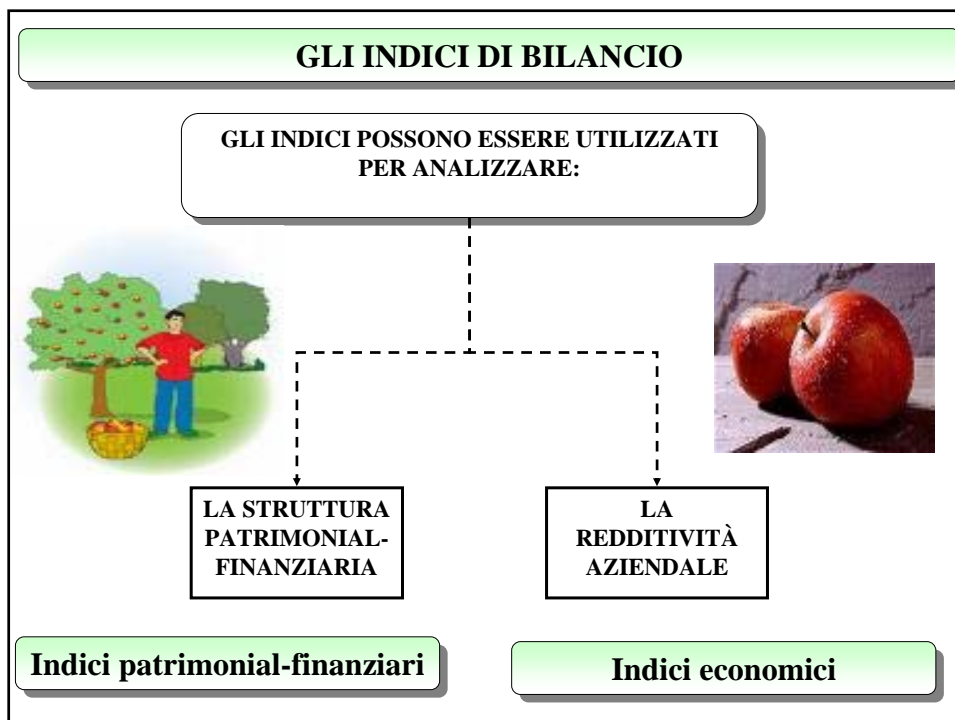 GLI INDICI DI BILANCIO
GLI INDICI POSSONO ESSERE UTILIZZATI
PER ANALIZZARE:
LA STRUTTURA
PATRIMONIAL-
FINANZIARIA
LA
REDDITIVITÀ
AZIENDALE
Indici patrimonial-finanziari
Indici economici